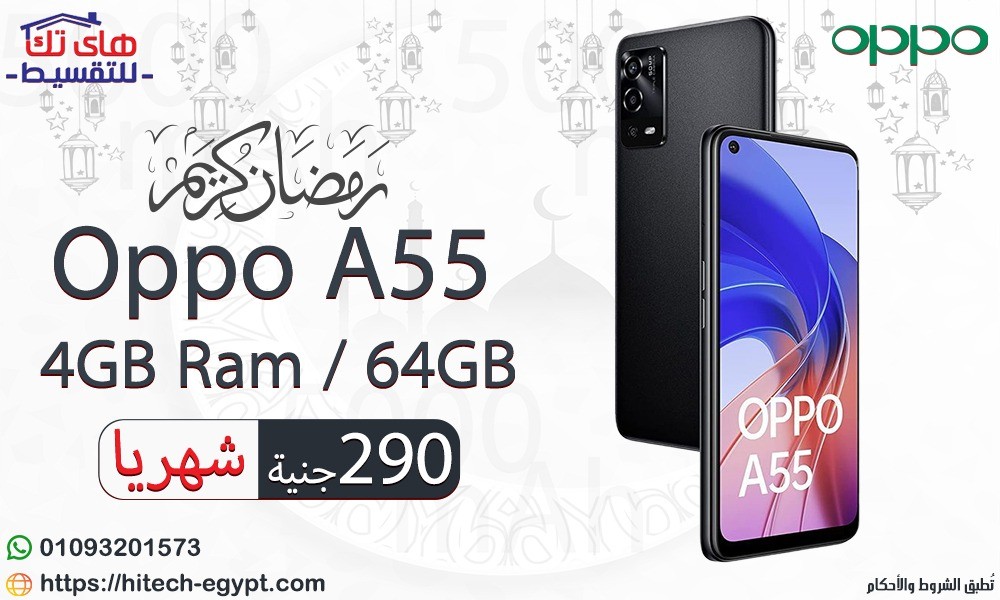 هاى تك
-للتقسيط-
oppo
رمضان كريم
Oppo A55
4GB Ram / 64GB
290 جنية شهريا
OPPO
A55
01093201573
https://hitech-egypt.com
تُطبق الشروط والأحكام